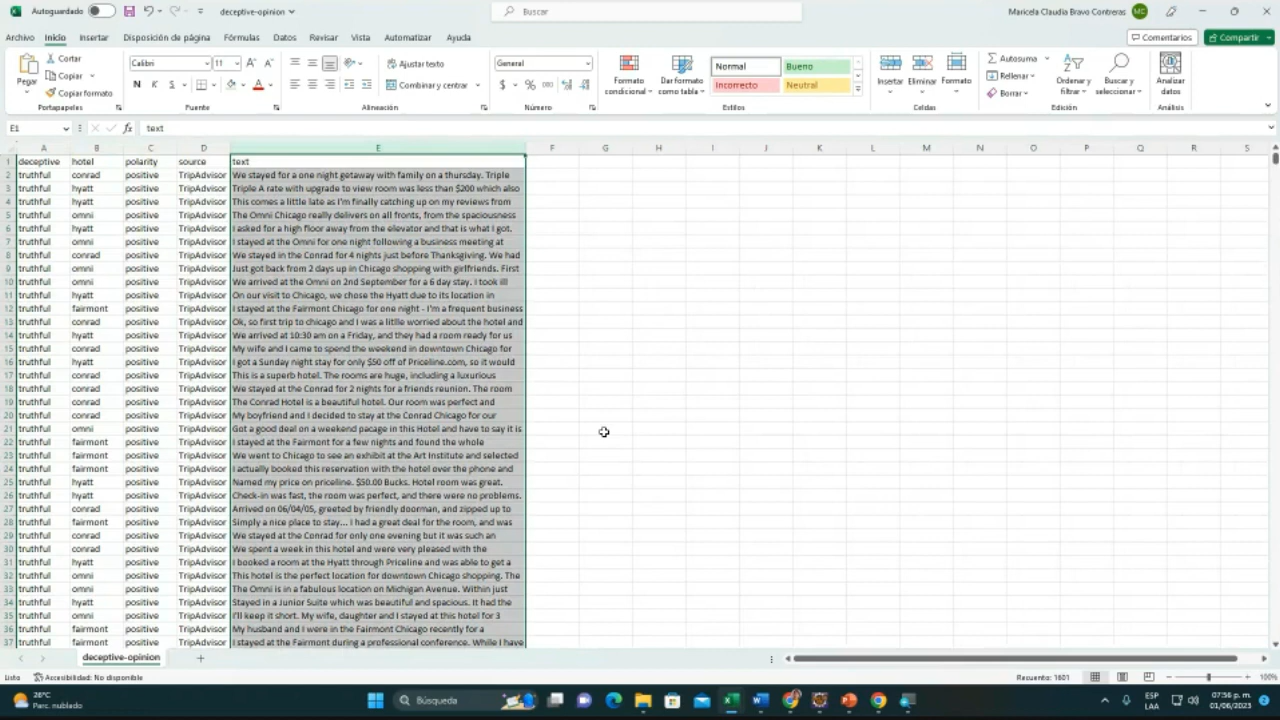 Autoguardado deceptive-opinion Buscar Maricela Claudia Bravo Contreras MC
Archivo Inicio Insertar Disposición de página Fórmulas Datos Revisar Vista Automatizar Ayuda Comentarios Compartir
Pegar Cortar Copiar Copiar formato Portapapeles
Calibri 11 N K S Fuente
Ajustar texto Combinar y centrar Alineación
General $ % 000 Número
Formato condicional Dar formato como tabla Normal Bueno Incorrecto Neutral Estilos
Insertar Eliminar Formato Celdas
Autosuma Rellenar Borrar Ordenar y filtrar Buscar y seleccionar Edición
Analizar datos Análisis
E1 fx text
A B C D E F G H I J K L M N O P Q R S
1 deceptive hotel polarity source text
2 truthful conrad positive TripAdvisor We stayed for a one night getaway with family on a thursday. Triple
3 truthful hyatt positive TripAdvisor Triple A rate with upgrade to view room was less than $200 which also
4 truthful hyatt positive TripAdvisor This comes a little late as I'm finally catching up on my reviews from
5 truthful omni positive TripAdvisor The Omni Chicago really delivers on all fronts, from the spaciousness
6 truthful hyatt positive TripAdvisor I asked for a high floor away from the elevator and that is what I got.
7 truthful omni positive TripAdvisor I stayed at the Omni for one night following a business meeting at
8 truthful conrad positive TripAdvisor We stayed in the Conrad for 4 nights just before Thanksgiving. We had
9 truthful omni positive TripAdvisor Just got back from 2 days up in Chicago shopping with girlfriends. First
10 truthful omni positive TripAdvisor We arrived at the Omni on 2nd September for a 6 day stay. I took ill
11 truthful hyatt positive TripAdvisor On our visit to Chicago, we chose the Hyatt due to its location in
12 truthful fairmont positive TripAdvisor I stayed at the Fairmont Chicago for one night - I'm a frequent business
13 truthful conrad positive TripAdvisor Ok, so first trip to chicago and I was a litlle worried about the hotel and
14 truthful hyatt positive TripAdvisor We arrived at 10:30 am on a Friday, and they had a room ready for us
15 truthful conrad positive TripAdvisor My wife and I came to spend the weekend in downtown Chicago for
16 truthful hyatt positive TripAdvisor I got a Sunday night stay for only $50 off of Priceline.com, so it would
17 truthful conrad positive TripAdvisor This is a superb hotel. The rooms are huge, including a luxurious
18 truthful conrad positive TripAdvisor We stayed at the Conrad for 2 nights for a friends reunion. The room
19 truthful conrad positive TripAdvisor The Conrad Hotel is a beautiful hotel. Our room was perfect and
20 truthful conrad positive TripAdvisor My boyfriend and I decided to stay at the Conrad Chicago for our
21 truthful omni positive TripAdvisor Got a good deal on a weekend pacage in this Hotel and have to say it is
22 truthful fairmont positive TripAdvisor I stayed at the Fairmont for a few nights and found the whole
23 truthful fairmont positive TripAdvisor We went to Chicago to see an exhibit at the Art Institute and selected
24 truthful fairmont positive TripAdvisor I actually booked this reservation with the hotel over the phone and
25 truthful hyatt positive TripAdvisor Named my price on priceline. $50.00 Bucks. Hotel room was great.
26 truthful hyatt positive TripAdvisor Check-in was fast, the room was perfect, and there were no problems.
27 truthful conrad positive TripAdvisor Arrived on 06/04/05, greeted by friendly doorman, and zipped up to
28 truthful fairmont positive TripAdvisor Simply a nice place to stay... I had a great deal for the room, and was
29 truthful conrad positive TripAdvisor We stayed at the Conrad for only one evening but it was such an
30 truthful conrad positive TripAdvisor We spent a week in this hotel and were very pleased with the
31 truthful hyatt positive TripAdvisor I booked a room at the Hyatt through Priceline and was able to get a
32 truthful omni positive TripAdvisor This hotel is the perfect location for downtown Chicago shopping. The
33 truthful omni positive TripAdvisor The Omni is in a fabulous location on Michigan Avenue. Within just
34 truthful hyatt positive TripAdvisor Stayed in a Junior Suite which was beautiful and spacious. It had the
35 truthful omni positive TripAdvisor I'll keep it short. My wife, daughter and I stayed at this hotel for 3
36 truthful fairmont positive TripAdvisor My husband and I were in the Fairmont Chicago recently for a
37 truthful fairmont positive TripAdvisor I stayed at the Fairmont during a professional conference. While I have
deceptive-opinion
Listo Accesibilidad: No disponible Recuento: 1601 100%
28°C Parc. nublado Búsqueda ESP LAA 07:56 p. m. 01/06/2023